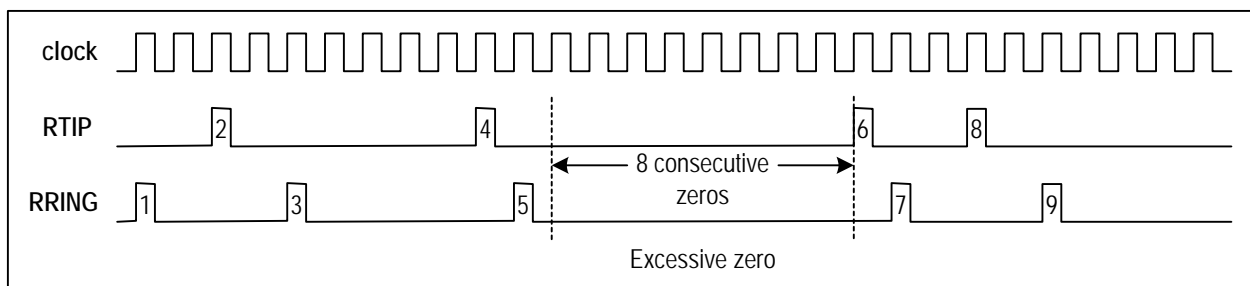 clock
RTIP
2
4
6
8
8 consecutive
zeros
RRING
1
3
5
7
9
Excessive zero